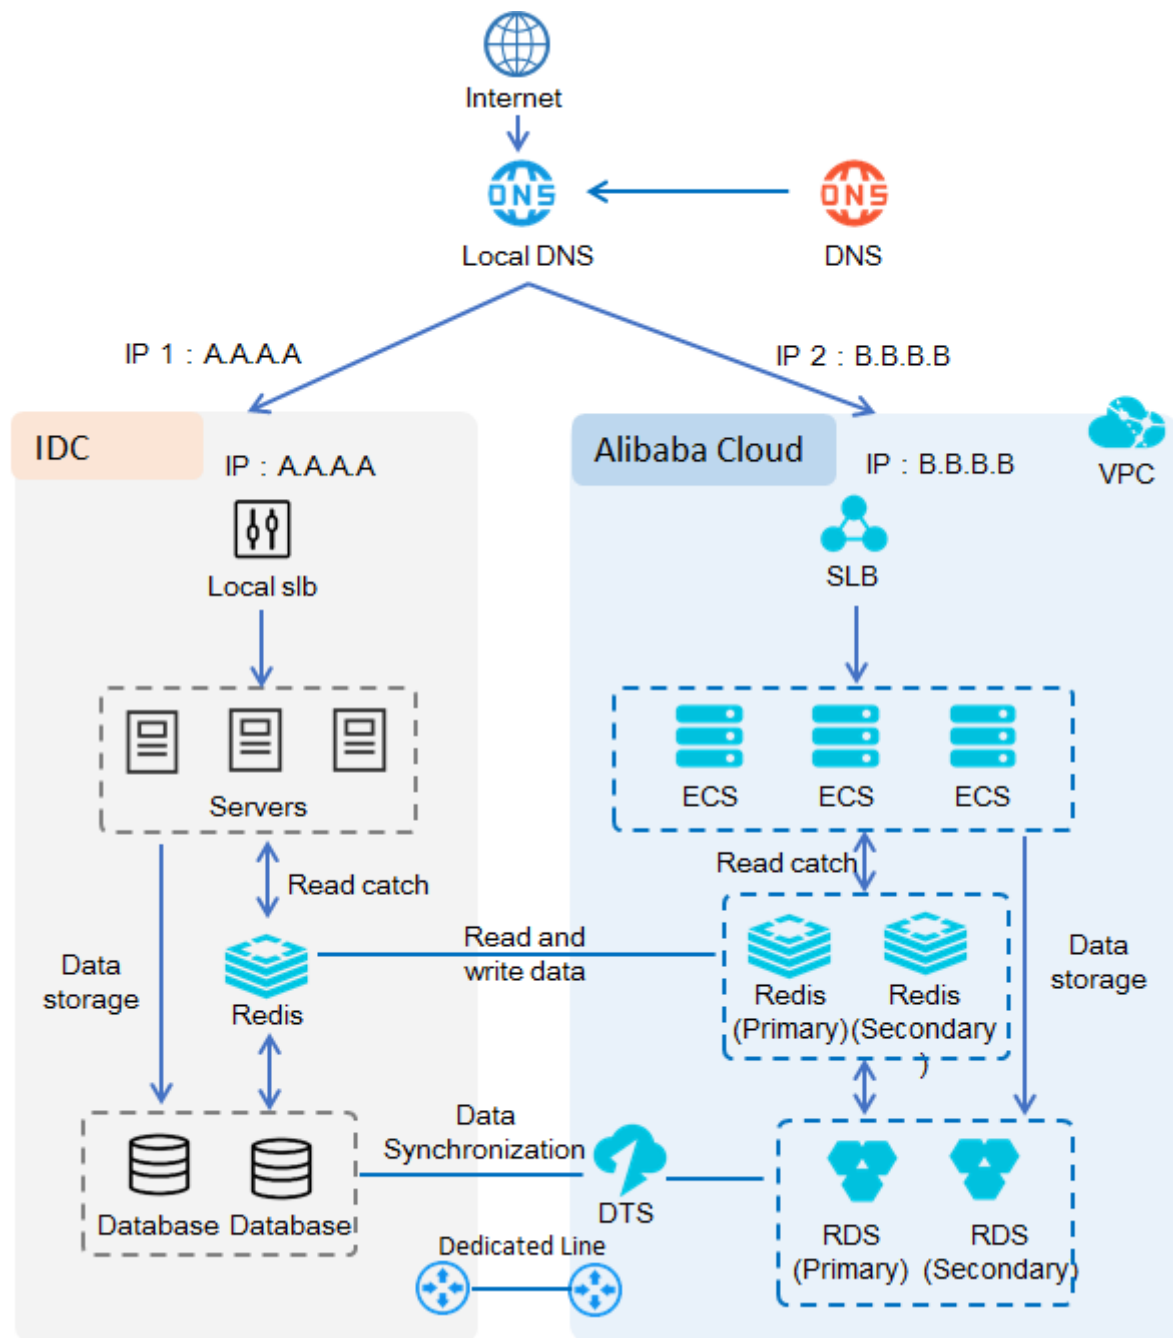 Internet
DNS
DNS
Local DNS
DNS
IP 1 : A.A.A.A
IP 2 : B.B.B.B
IDC
IP : A.A.A.A
Alibaba Cloud
IP : B.B.B.B
VPC
Local slb
SLB
Servers
ECS
ECS
ECS
Read catch
Read catch
Data
storage
Redis
Read and
write data
Redis
(Primary)
Redis
(Secondary
)
Data
storage
Data
Synchronization
DTS
Database
Database
RDS
(Primary)
RDS
(Secondary)
Dedicated Line